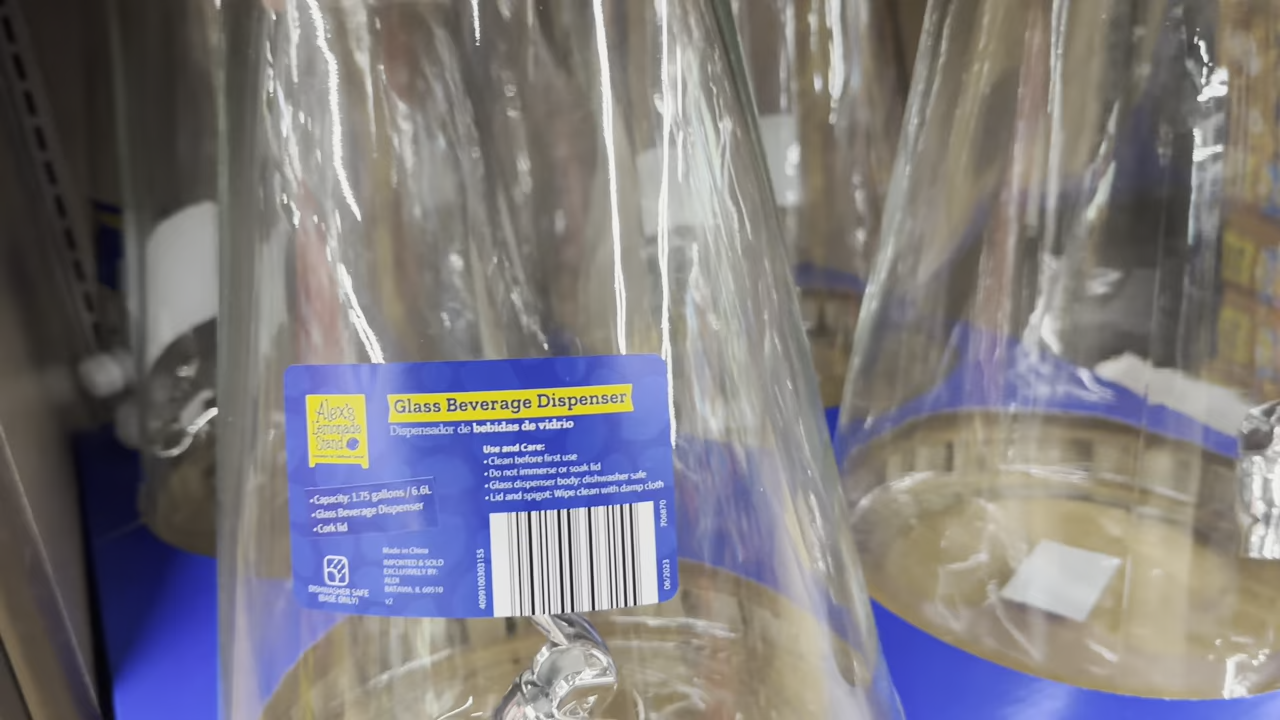 Alex's
Lemonade
Stand
Glass Beverage Dispenser
Dispensador de bebidas de vidrio
Use and Care:
• Clean before first use
• Do not immerse or soak lid
• Glass dispenser body: dishwasher safe
• Lid and spigot: Wipe clean with damp cloth
• Capacity: 1.75 gallons / 6.6L
• Glass Beverage Dispenser
• Cork lid
DISHWASHER SAFE
(BASE ONLY)
Made in China
IMPORTED & SOLD
EXCLUSIVELY BY:
ALDI
BATAVIA, IL 60510
v2
4099100303155
706870
06/2023